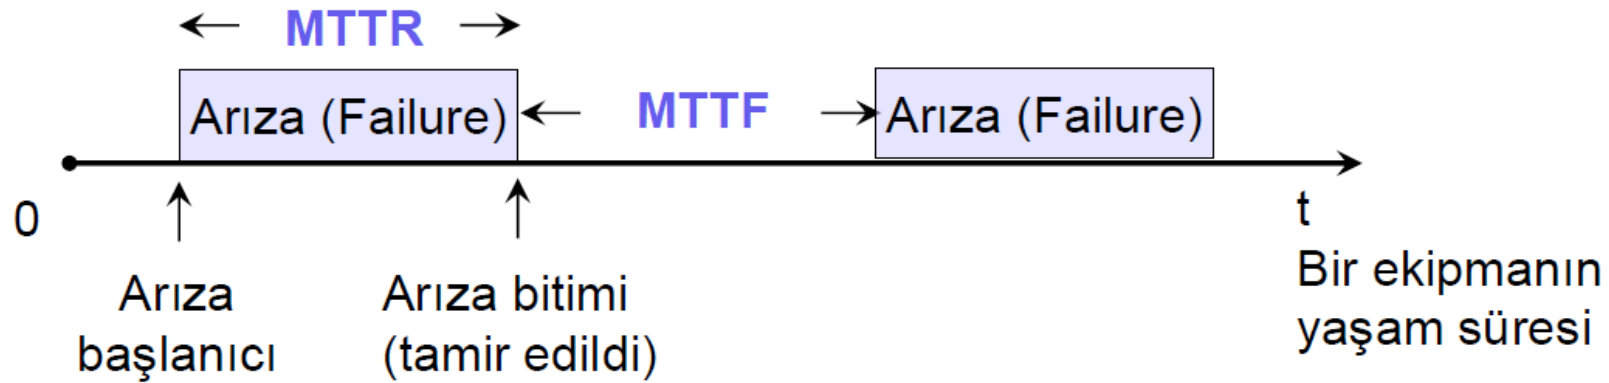 MTTR
Arıza (Failure)
MTTF
Arıza (Failure)
0
t
Arıza
başlanıcı
Arıza bitimi
(tamir edildi)
Bir ekipmanın
yaşam süresi